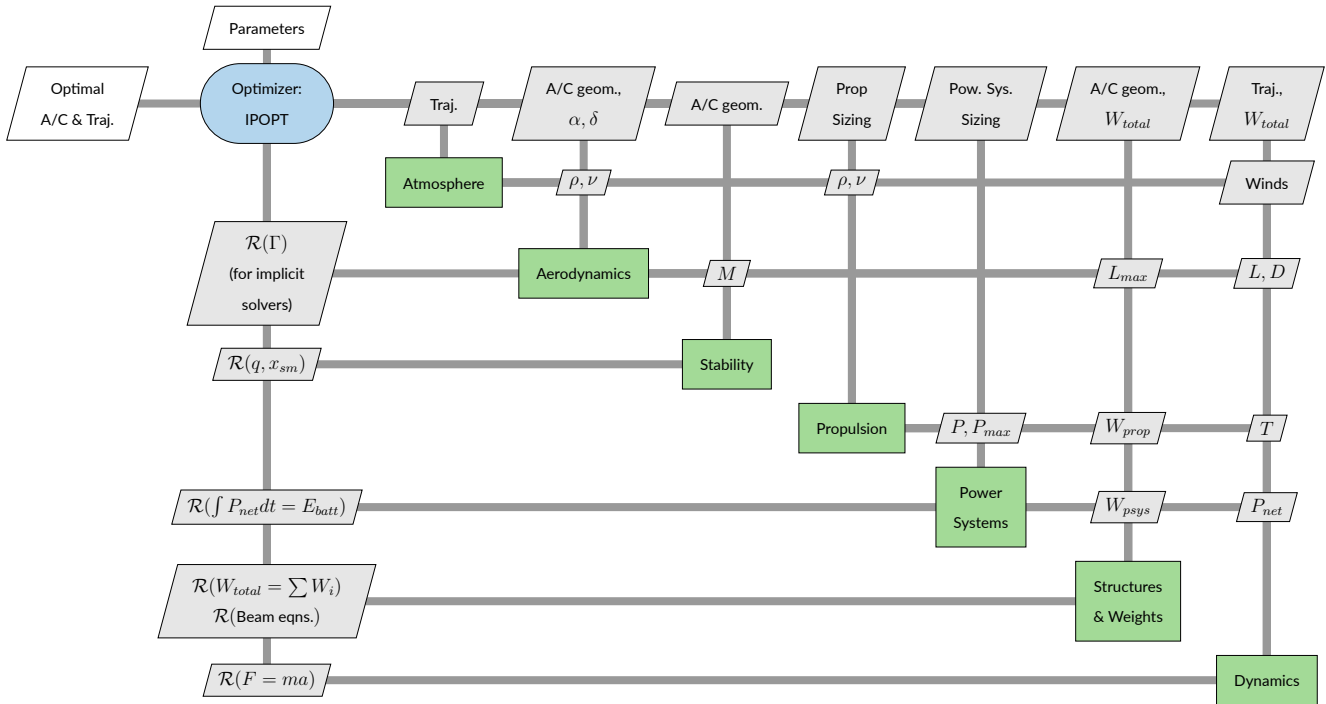 Parameters
Optimal
A/C & Traj.
Optimizer:
IPOPT
Traj.
A/C geom.,
α, δ
A/C geom.
Prop
Sizing
Pow. Sys.
Sizing
A/C geom.,
W_total
Traj.,
W_total
Atmosphere
ρ, ν
ρ, ν
Winds
R(Γ)
(for implicit
solvers)
Aerodynamics
M
L_max
L, D
R(q, x_sm)
Stability
Propulsion
P, P_max
W_prop
T
R(∫ P_net dt = E_batt)
Power
Systems
W_psys
P_net
R(W_total = ∑ W_i)
R(Beam eqns.)
Structures
& Weights
R(F = ma)
Dynamics